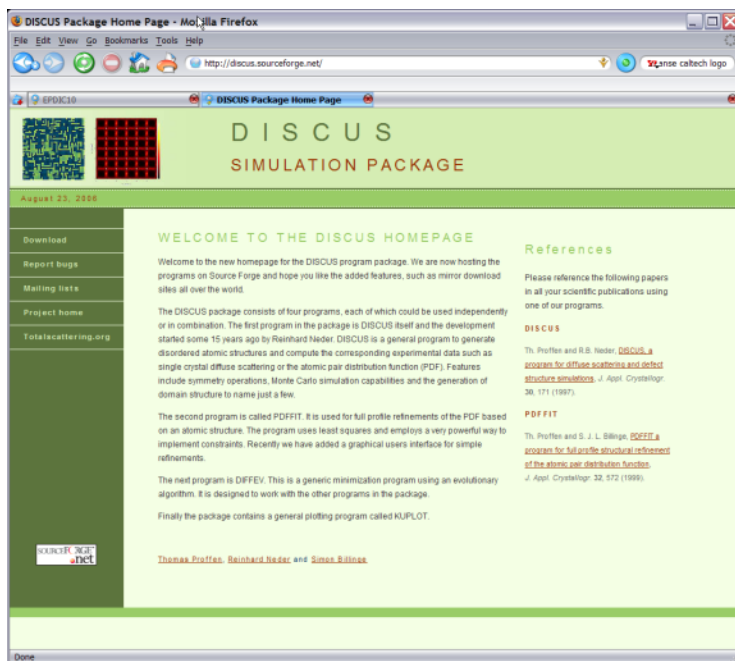 DISCUS Package Home Page - Mozilla Firefox
File Edit View Go Bookmarks Tools Help
http://discus.sourceforge.net/
anse caltech logo
EPDIC10
DISCUS Package Home Page
DISCUS
SIMULATION PACKAGE
August 23, 2006
Download
Report bugs
Mailing lists
Project home
Totalscattering.org
WELCOME TO THE DISCUS HOMEPAGE
Welcome to the new homepage for the DISCUS program package. We are now hosting the
programs on Source Forge and hope you like the added features, such as mirror download
sites all over the world.
The DISCUS package consists of four programs, each of which could be used independently
or in combination. The first program in the package is DISCUS itself and the development
started some 15 years ago by Reinhard Neder. DISCUS is a general program to generate
disordered atomic structures and compute the corresponding experimental data such as
single crystal diffuse scattering or the atomic pair distribution function (PDF). Features
include symmetry operations, Monte Carlo simulation capabilities and the generation of
domain structure to name just a few.
The second program is called PDFFIT. It is used for full profile refinements of the PDF based
on an atomic structure. The program uses least squares and employs a very powerful way to
implement constraints. Recently we have added a graphical users interface for simple
refinements.
The next program is DIFFEV. This is a generic minimization program using an evolutionary
algorithm. It is designed to work with the other programs in the package.
Finally the package contains a general plotting program called KUPLOT.
Thomas Proffen, Reinhard Neder and Simon Billinge
References
Please reference the following papers
in all your scientific publications using
one of our programs.
DISCUS
Th. Proffen and R.B. Neder, DISCUS, a
program for diffuse scattering and defect
structure simulations, J. Appl. Crystallogr.
30, 171 (1997).
PDFFIT
Th. Proffen and S. J. L. Billinge, PDFFIT a
program for full profile structural refinement
of the atomic pair distribution function,
J. Appl. Crystallogr. 32, 572 (1999).
SOURCEFORGE
.net
Done